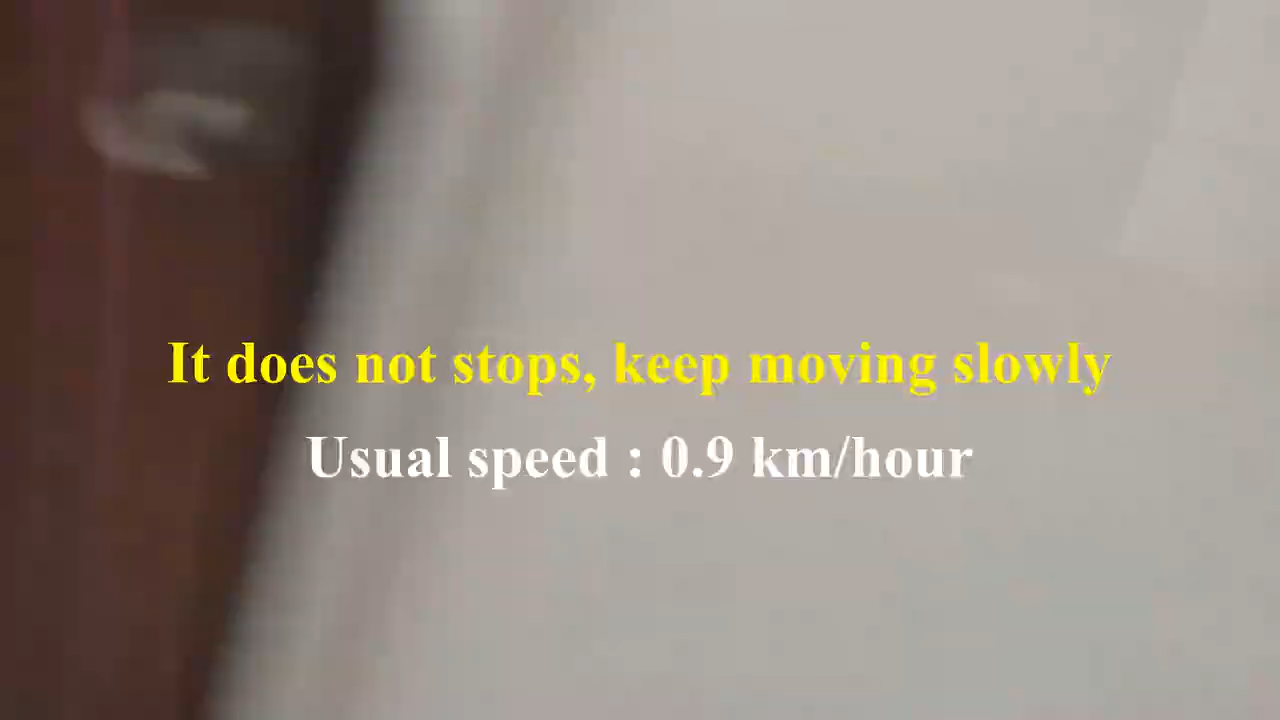 It does not stops, keep moving slowly
Usual speed : 0.9 km/hour